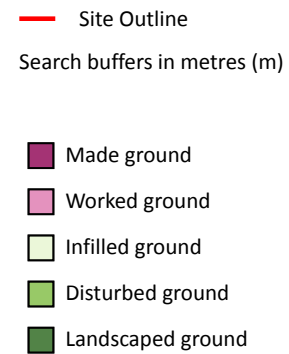 Site Outline
Search buffers in metres (m)
Made ground
Worked ground
Infilled ground
Disturbed ground
Landscaped ground